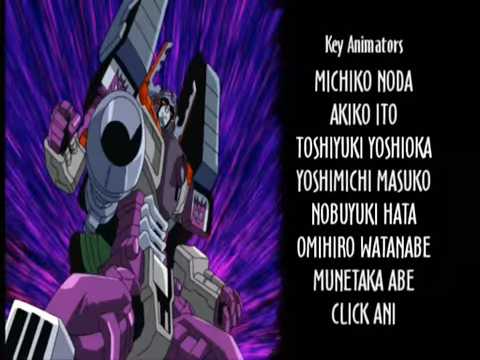 Key Animators
MICHIKO NODA
AKIKO ITO
TOSHIYUKI YOSHIOKA
YOSHIMICHI MASUKO
NOBUYUKI HATA
OMIHIRO WATANABE
MUNETAKA ABE
CLICK ANI